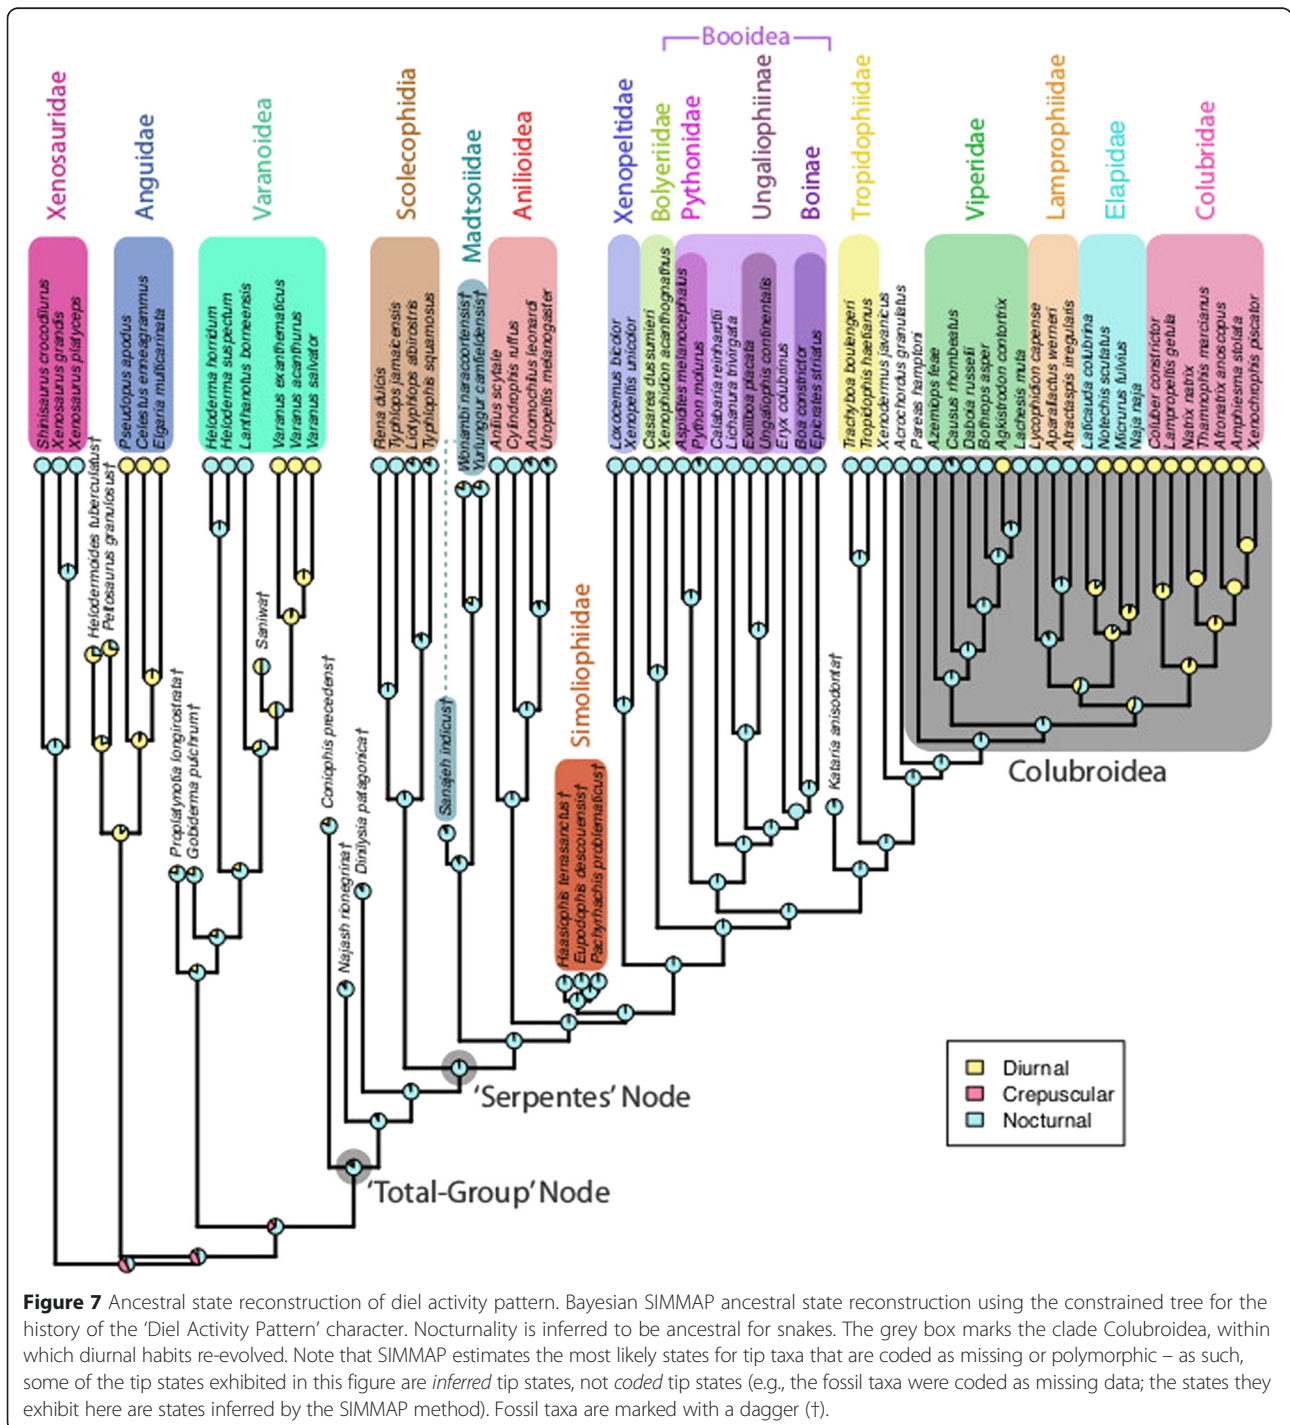 Booidea
Xenosauridae
Anguidae
Varanoidea
Scolecophidia
Madtsoiidae
Anilioidea
Xenopeltidae
Bolyeriidae
Pythonidae
Ungaliophiinae
Boinae
Tropidophiidae
Viperidae
Lamprophiidae
Elapidae
Colubridae
Shinisaurus crocodilurus
Xenosaurus grandis
Xenosaurus platyceps
Helodermoides tuberculatus†
Peltosaurus granulosus†
Pseudopus apodus
Celestus enneagrammus
Elgaria multicarinata
Proplatynotia longirostrata†
Gobiderma pulchrum†
Heloderma horridum
Heloderma suspectum
Lanthanotus borneensis
Saniwa†
Varanus exanthematicus
Varanus acanthurus
Varanus salvator
Coniophis precedens†
Najash rionegrina†
Dinilysia patagonica†
Rena dulcis
Typhlops jamaicensis
Liotyphlops albirostris
Typhlophis squamosus
Sanajeh indicus†
Wonambi naracoortensis†
Yurlunggur camfieldensis†
Anilius scytale
Cylindrophis ruffus
Anomochilus leonardi
Uropeltis melanogaster
Simoliophiidae
Haasiophis terrasanctus†
Eupodophis descouensis†
Pachyrhachis problematicus†
Loxocemus bicolor
Xenopeltis unicolor
Casarea dussumieri
Xenophidion acanthognathus
Aspidites melanocephalus
Python molurus
Calabaria reinhardtii
Lichanura trivirgata
Exiliboa placata
Ungaliophis continentalis
Eryx colubrinus
Boa constrictor
Epicrates striatus
Kataria anisodonta†
Trachyboa boulengeri
Tropidophis haetianus
Xenodermus javanicus
Acrochordus granulatus
Pareas hamptoni
Azemiops feae
Causus rhombeatus
Daboia russelli
Bothrops asper
Agkistrodon contortrix
Lachesis muta
Lycophidion capense
Aparallactus werneri
Atractaspis irregularis
Laticauda colubrina
Notechis scutatus
Micrurus fulvius
Naja naja
Coluber constrictor
Lampropeltis getula
Natrix natrix
Thamnophis marcianus
Afronatrix anoscopus
Amphiesma stolata
Xenochrophis piscator
Colubroidea
'Serpentes' Node
'Total-Group' Node
Diurnal
Crepuscular
Nocturnal
Figure 7 Ancestral state reconstruction of diel activity pattern. Bayesian SIMMAP ancestral state reconstruction using the constrained tree for the
history of the ‘Diel Activity Pattern’ character. Nocturnality is inferred to be ancestral for snakes. The grey box marks the clade Colubroidea, within
which diurnal habits re-evolved. Note that SIMMAP estimates the most likely states for tip taxa that are coded as missing or polymorphic – as such,
some of the tip states exhibited in this figure are inferred tip states, not coded tip states (e.g., the fossil taxa were coded as missing data; the states they
exhibit here are states inferred by the SIMMAP method). Fossil taxa are marked with a dagger (†).